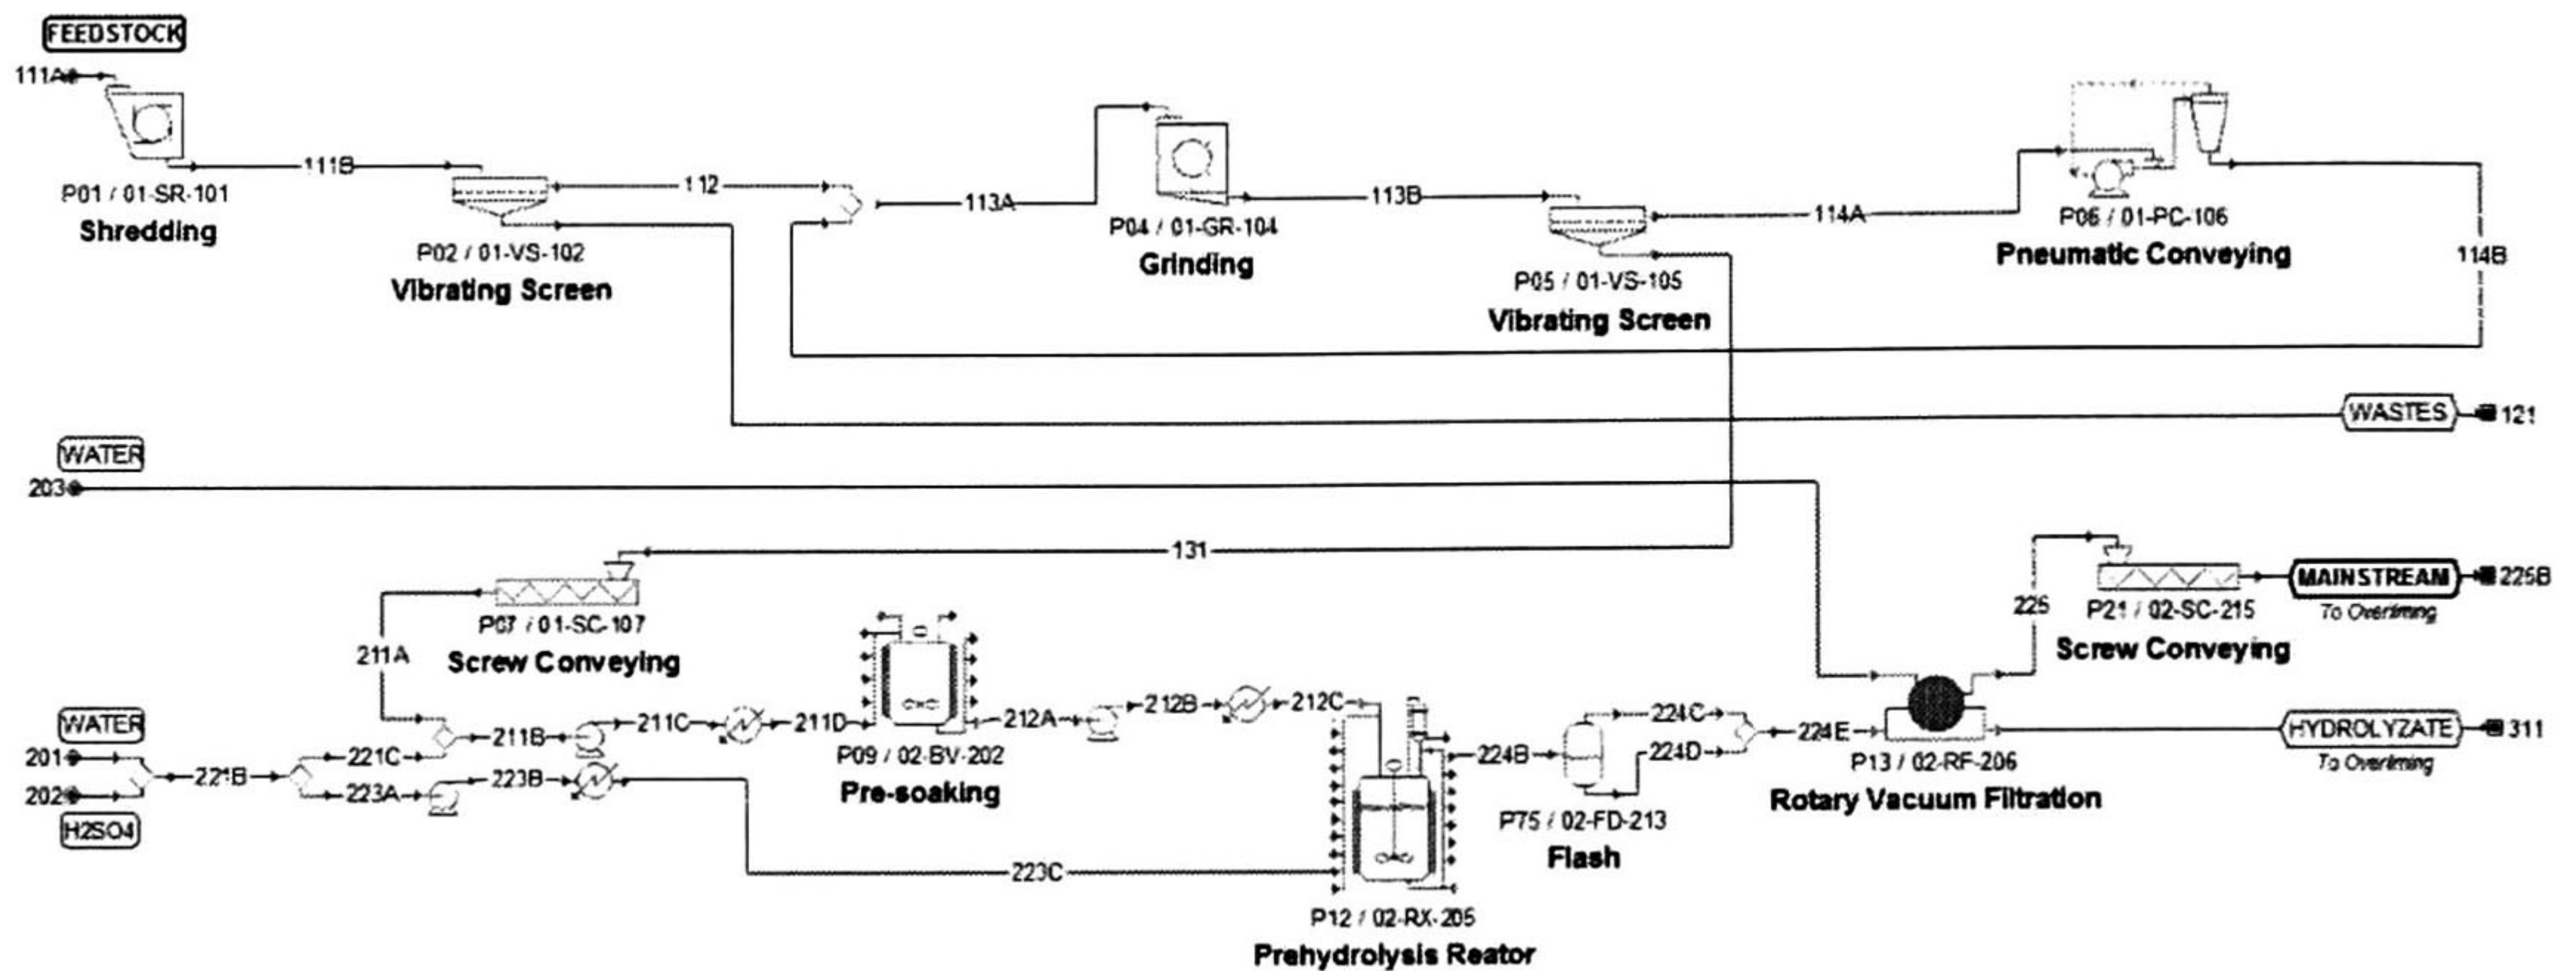 FEEDSTOCK
111A
111B
P01 / 01-SR-101
Shredding
112
P02 / 01-VS-102
Vibrating Screen
113A
P04 / 01-GR-104
Grinding
113B
P05 / 01-VS-105
Vibrating Screen
114A
P06 / 01-PC-106
Pneumatic Conveying
114B
WASTES
121
WATER
203
131
P07 / 01-SC-107
Screw Conveying
211A
WATER
201
202
H2SO4
221B
221C
223A
211B
223B
211C
211D
P09 / 02-BV-202
Pre-soaking
212A
212B
212C
223C
P12 / 02-RX-205
Prehydrolysis Reator
224B
P75 / 02-FD-213
Flash
224C
224D
224E
P13 / 02-RF-206
Rotary Vacuum Filtration
225
P21 / 02-SC-215
Screw Conveying
MAINSTREAM
225B
To Overliming
HYDROLYZATE
311
To Overliming